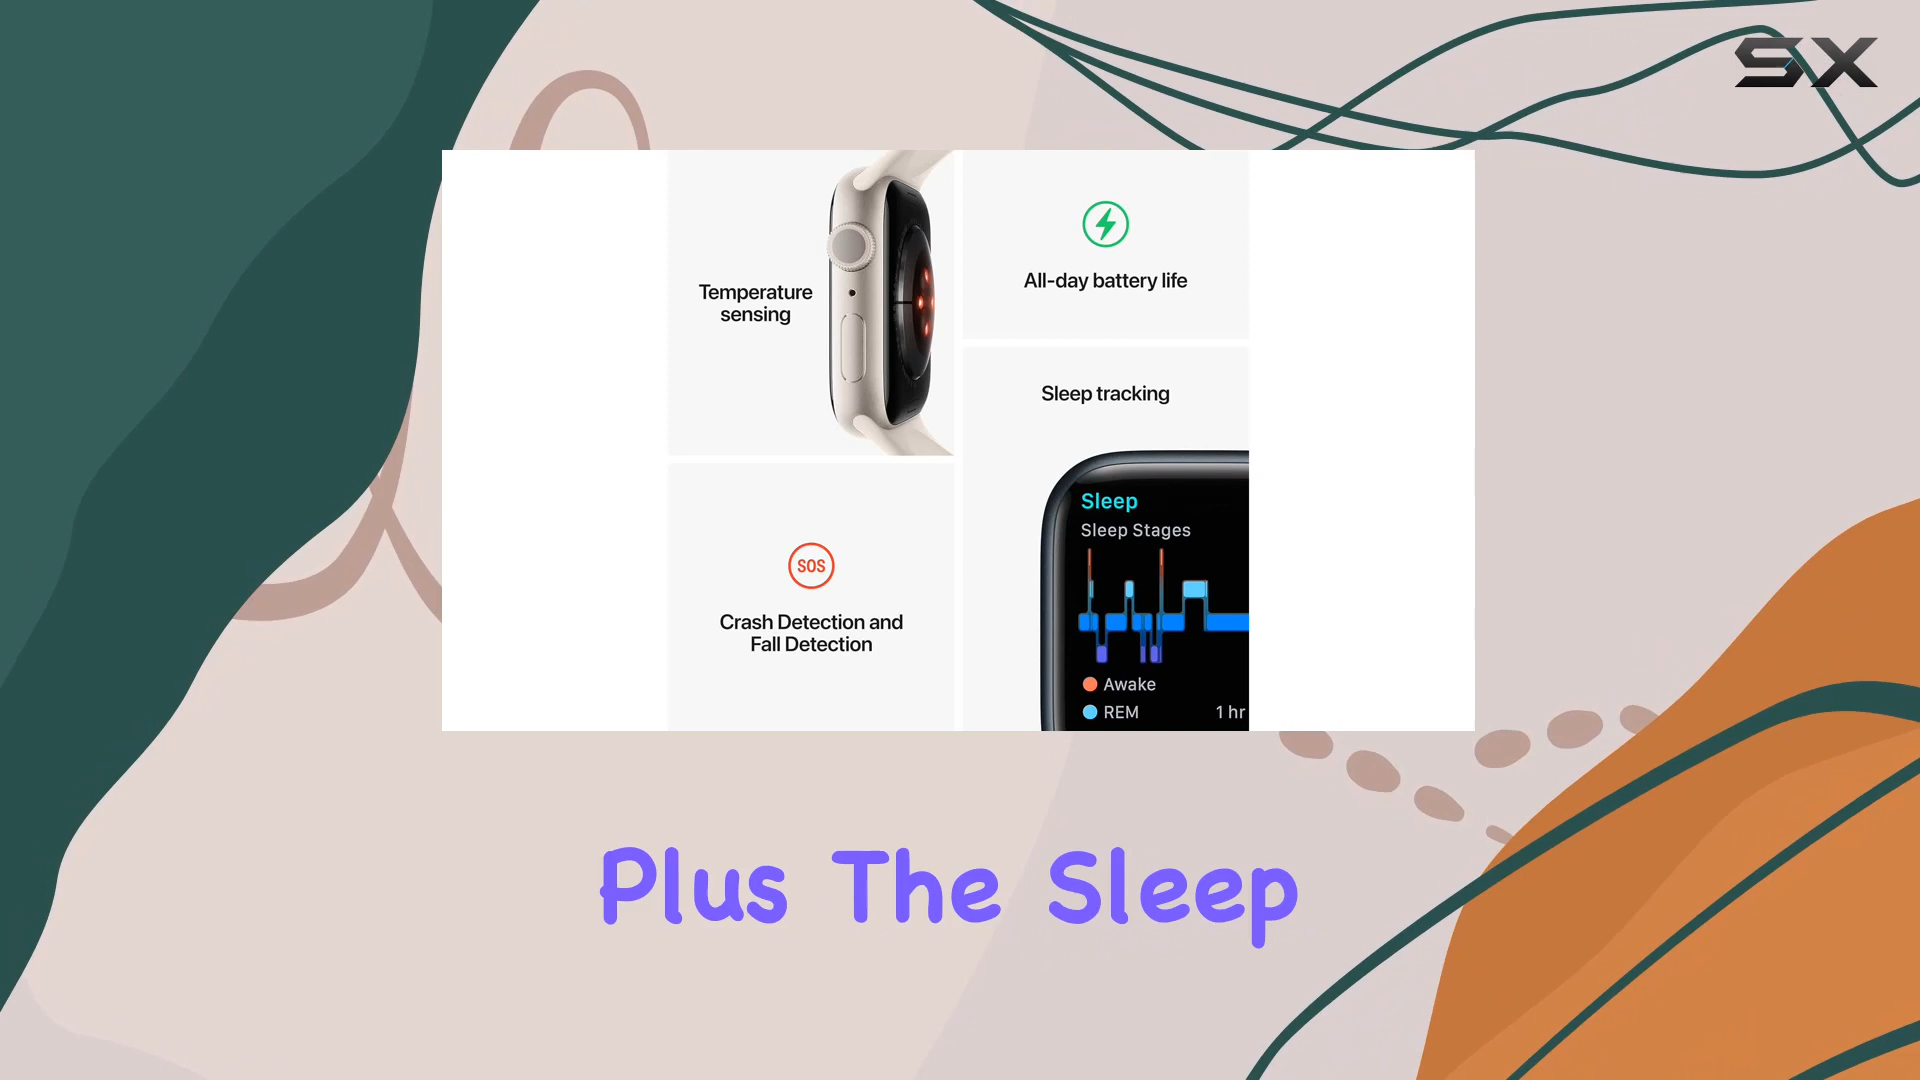 SX
Temperature
sensing
All-day battery life
Sleep tracking
SOS
Crash Detection and
Fall Detection
Sleep
Sleep Stages
Awake
REM 1 hr
Plus The Sleep